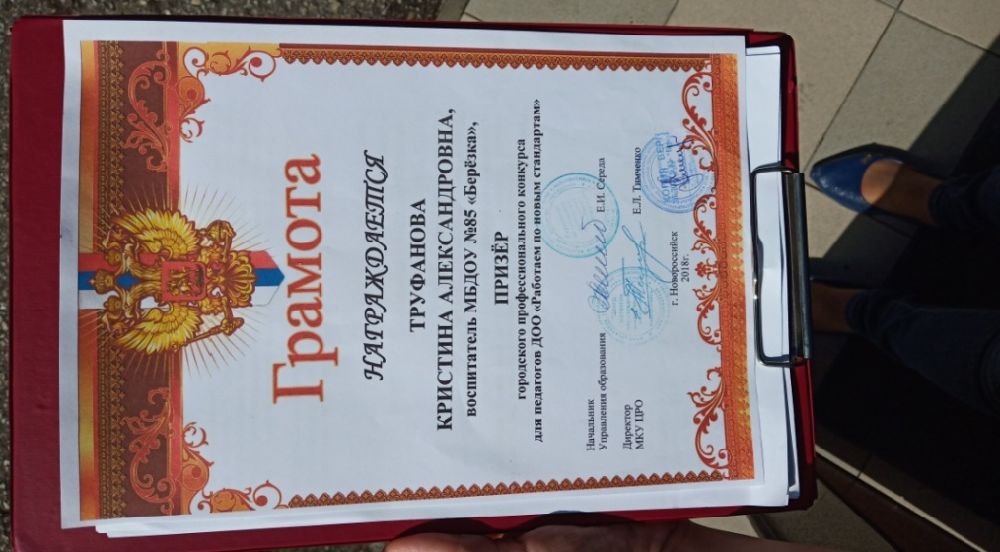 Грамота
НАГРАЖДАЕТСЯ
ТРУФАНОВА
КРИСТИНА АЛЕКСАНДРОВНА,
воспитатель МБДОУ №85 «Берёзка»,
ПРИЗЁР
городского профессионального конкурса
для педагогов ДОО «Работаем по новым стандартам»
Начальник
Управления образования Е.И. Середа
Директор
МКУ ЦРО Е.Л. Тимченко
г. Новороссийск
2018г.